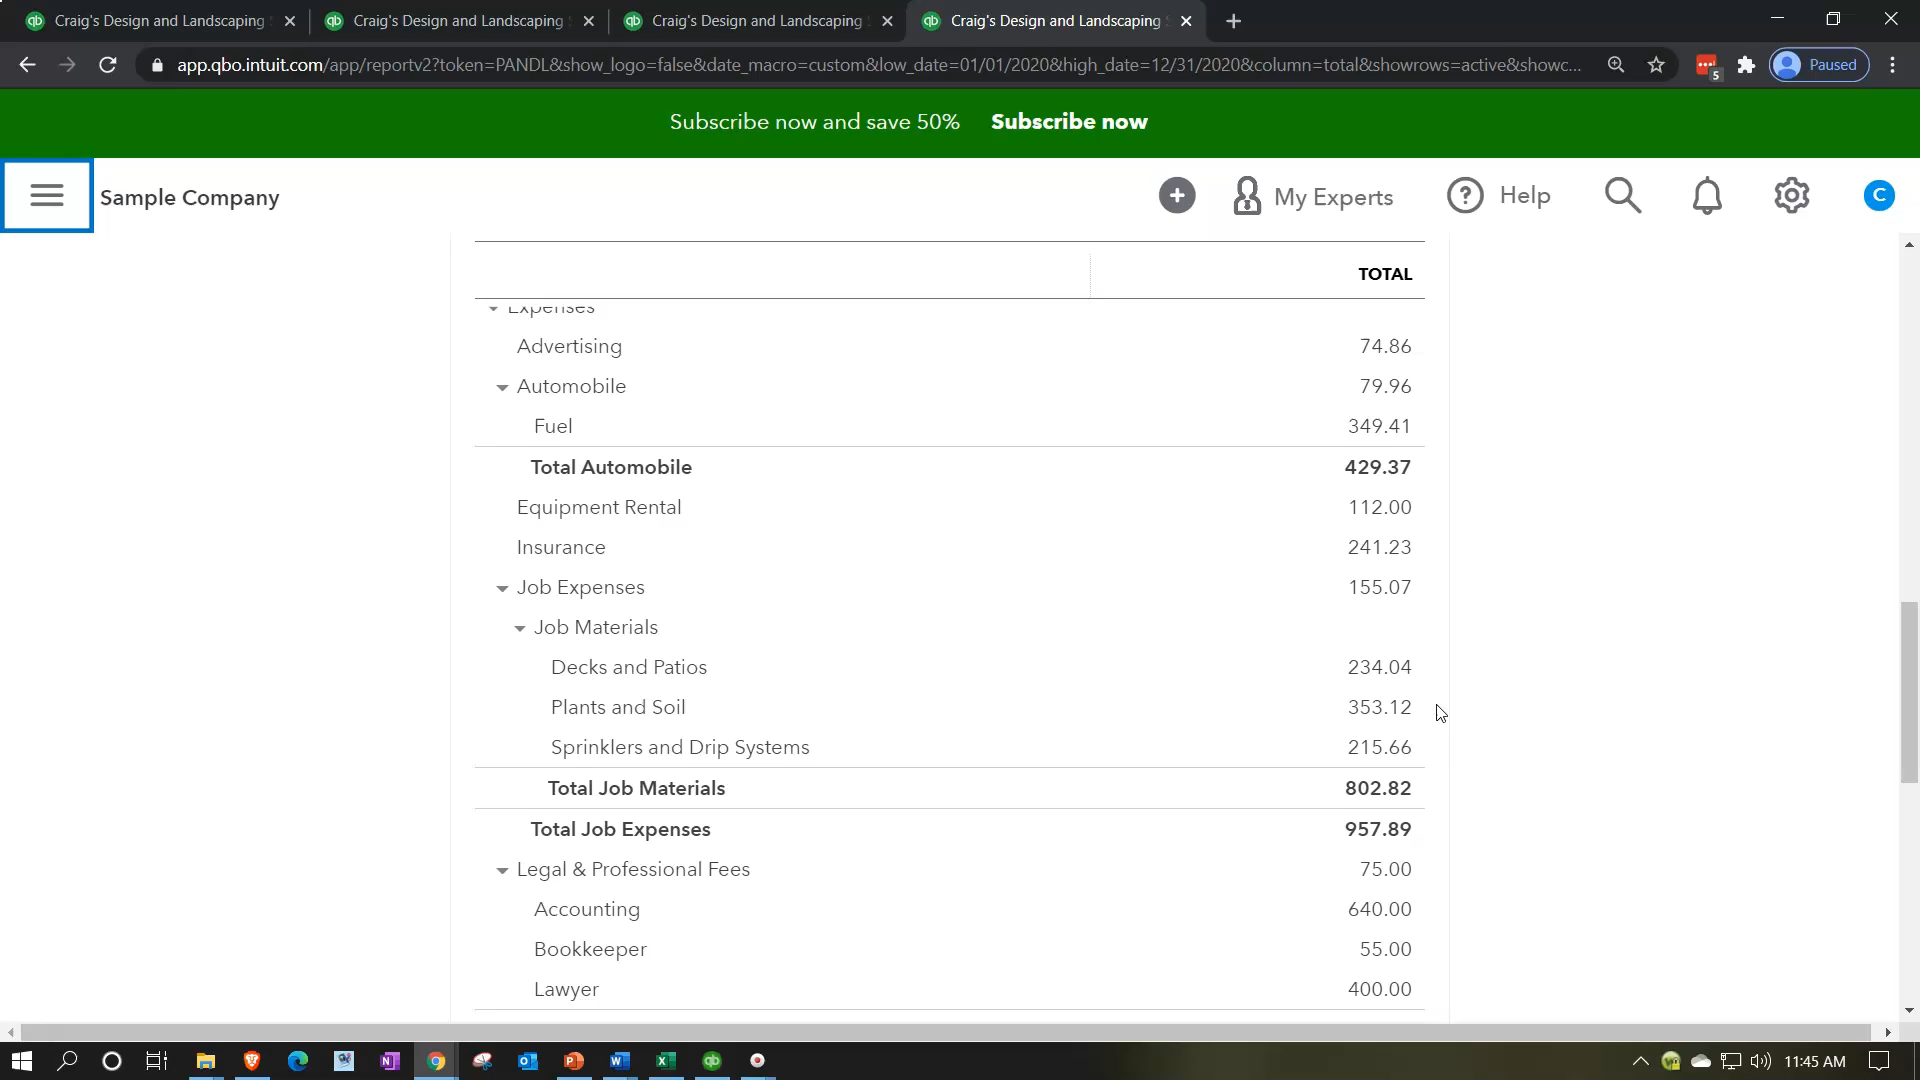 Craig's Design and Landscaping
Craig's Design and Landscaping
Craig's Design and Landscaping
Craig's Design and Landscaping
app.qbo.intuit.com/app/reportv2?token=PANDL&show_logo=false&date_macro=custom&low_date=01/01/2020&high_date=12/31/2020&column=total&showrows=active&showc...
5
Paused
Subscribe now and save 50% Subscribe now
Sample Company
My Experts
Help
C
TOTAL
Expenses
Advertising 74.86
Automobile 79.96
Fuel 349.41
Total Automobile 429.37
Equipment Rental 112.00
Insurance 241.23
Job Expenses 155.07
Job Materials
Decks and Patios 234.04
Plants and Soil 353.12
Sprinklers and Drip Systems 215.66
Total Job Materials 802.82
Total Job Expenses 957.89
Legal & Professional Fees 75.00
Accounting 640.00
Bookkeeper 55.00
Lawyer 400.00
11:45 AM